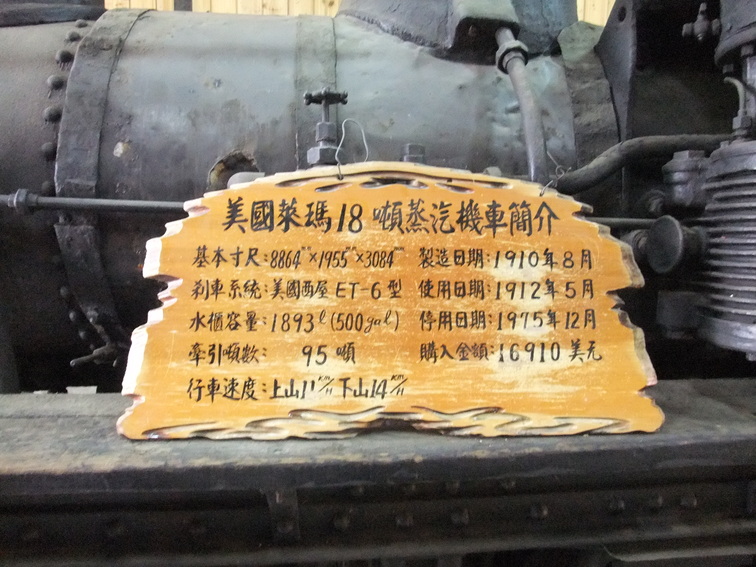 美國萊瑪18噸蒸汽機車簡介
基本寸尺:8864mm×1955mm×3084mm 製造日期:1910年8月
剎車系統:美國西屋ET-6型 使用日期:1912年5月
水櫃容量:1893ℓ(500gal) 停用日期:1975年12月
牽引噸數: 95噸 購入金額:16910美元
行車速度:上山11KM/H下山14KM/H